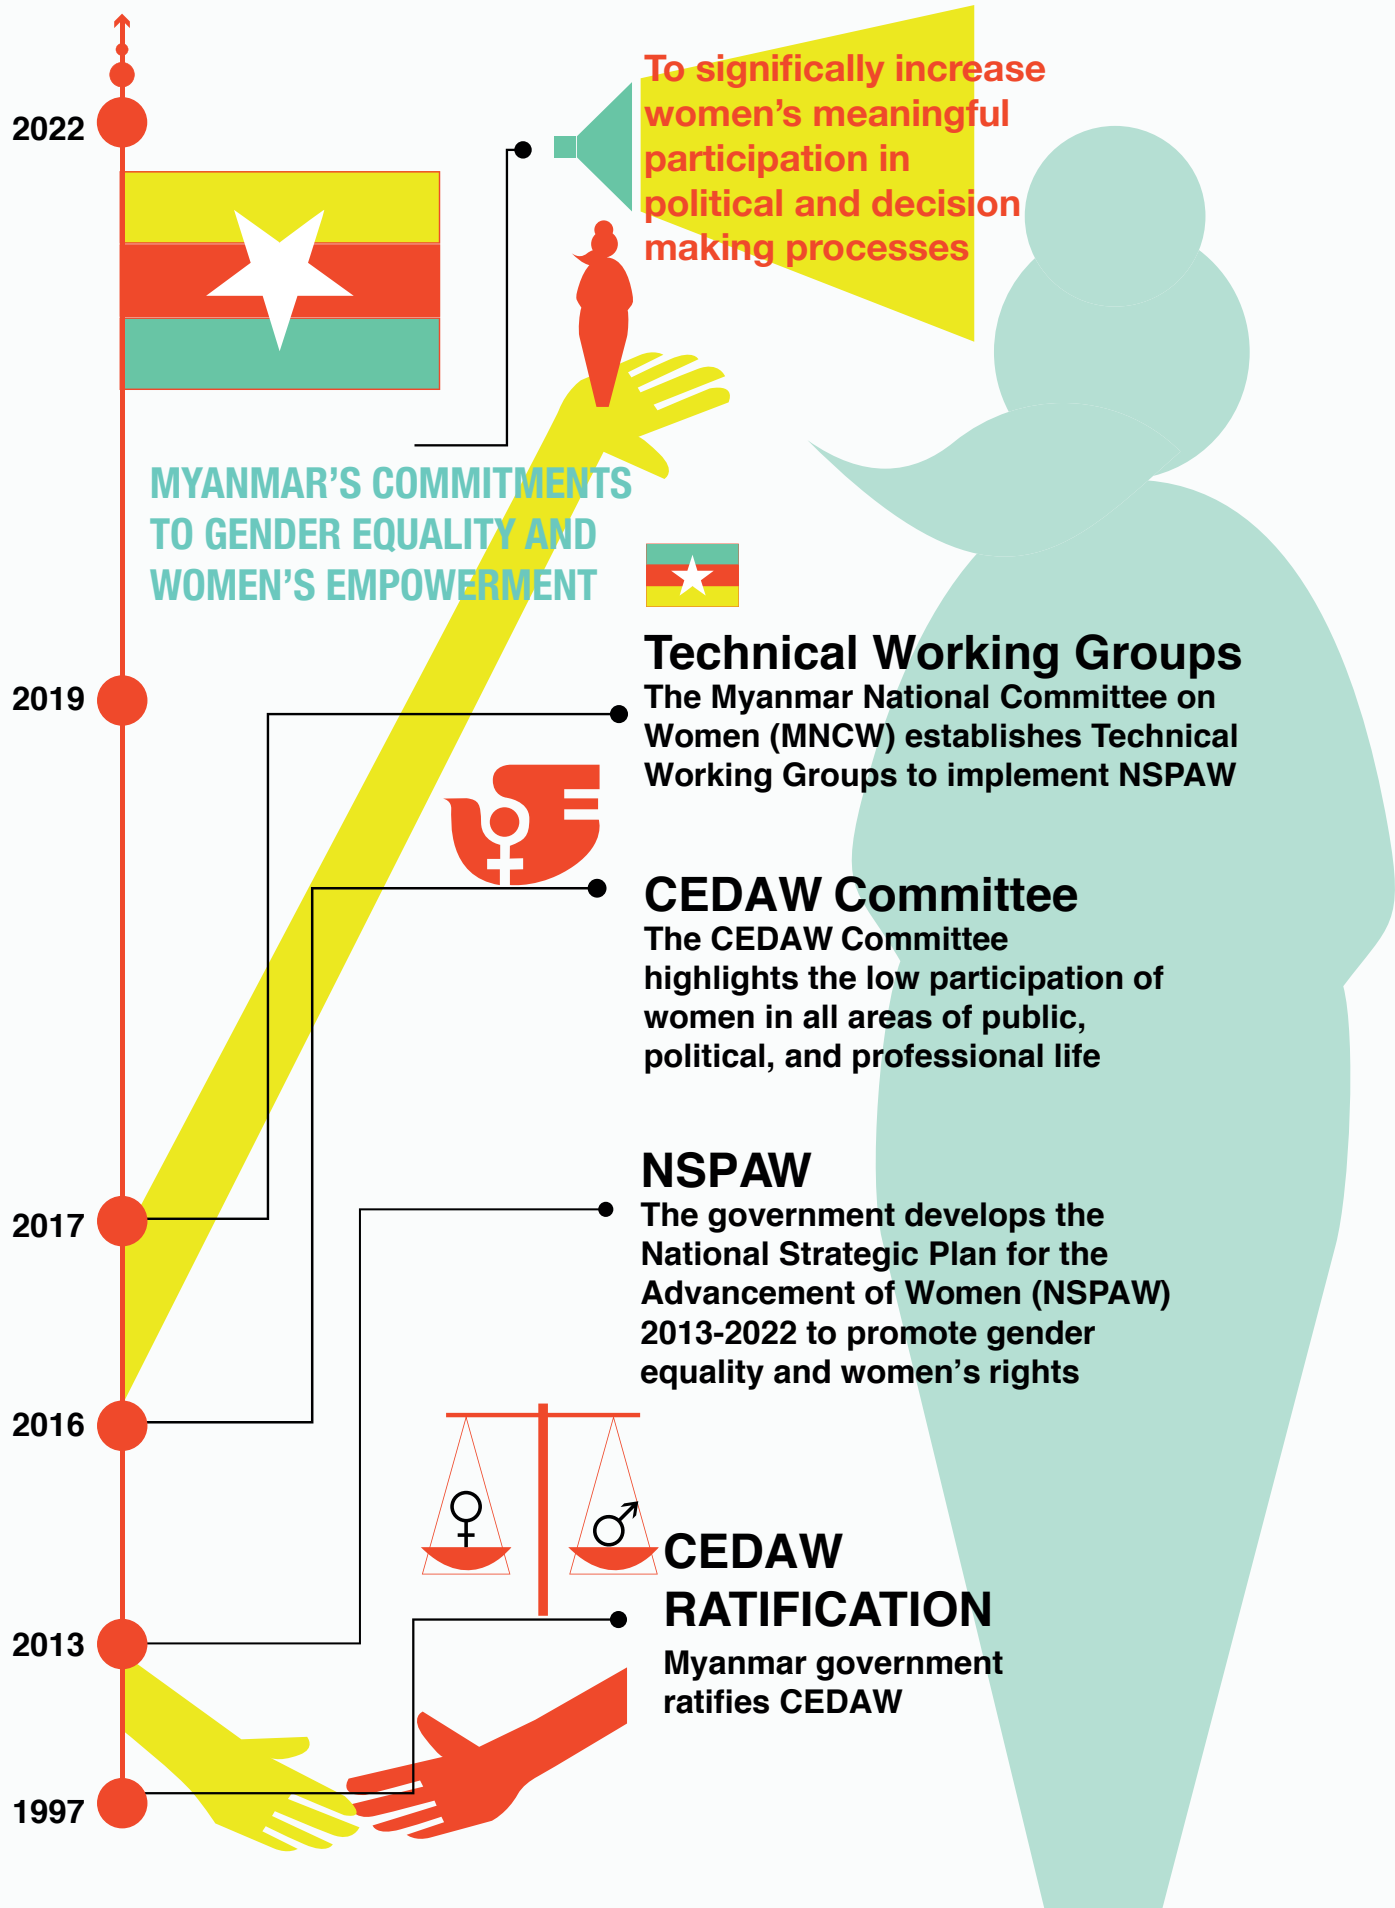 2022
To significantly increase
women's meaningful
participation in
political and decision
making processes
MYANMAR'S COMMITMENTS
TO GENDER EQUALITY AND
WOMEN'S EMPOWERMENT
2019
Technical Working Groups
The Myanmar National Committee on
Women (MNCW) establishes Technical
Working Groups to implement NSPAW
CEDAW Committee
The CEDAW Committee
highlights the low participation of
women in all areas of public,
political, and professional life
2017
NSPAW
The government develops the
National Strategic Plan for the
Advancement of Women (NSPAW)
2013-2022 to promote gender
equality and women's rights
2016
CEDAW
RATIFICATION
Myanmar government
ratifies CEDAW
2013
1997